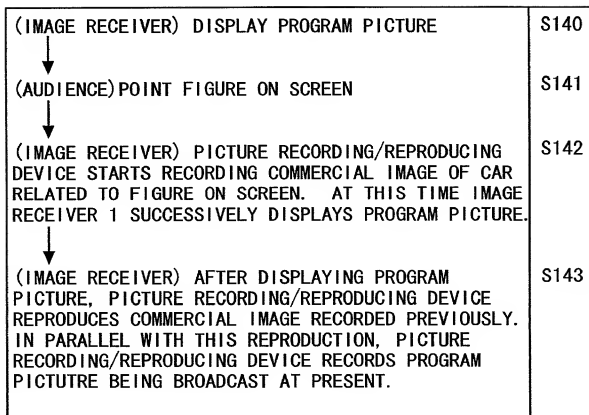 (IMAGE RECEIVER) DISPLAY PROGRAM PICTURE S140
(AUDIENCE)POINT FIGURE ON SCREEN S141
(IMAGE RECEIVER) PICTURE RECORDING/REPRODUCING S142
DEVICE STARTS RECORDING COMMERCIAL IMAGE OF CAR
RELATED TO FIGURE ON SCREEN. AT THIS TIME IMAGE
RECEIVER 1 SUCCESSIVELY DISPLAYS PROGRAM PICTURE.
(IMAGE RECEIVER) AFTER DISPLAYING PROGRAM S143
PICTURE, PICTURE RECORDING/REPRODUCING DEVICE
REPRODUCES COMMERCIAL IMAGE RECORDED PREVIOUSLY.
IN PARALLEL WITH THIS REPRODUCTION, PICTURE
RECORDING/REPRODUCING DEVICE RECORDS PROGRAM
PICTUTRE BEING BROADCAST AT PRESENT.